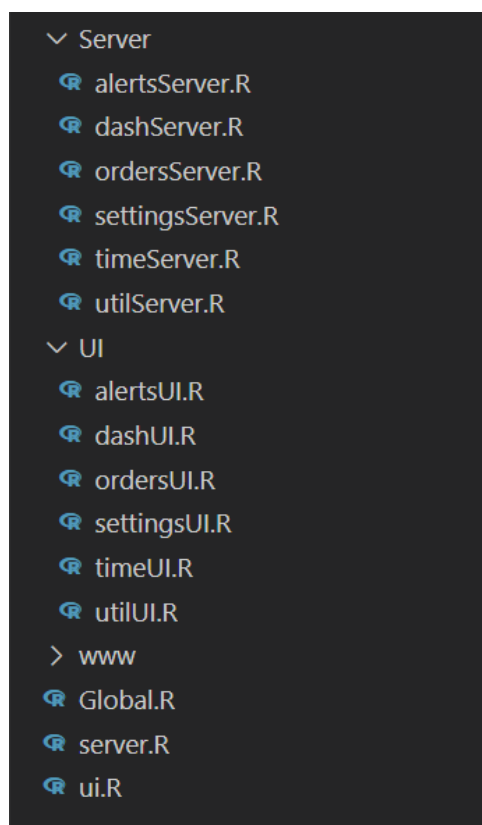 Server
alertsServer.R
dashServer.R
ordersServer.R
settingsServer.R
timeServer.R
utilServer.R
UI
alertsUI.R
dashUI.R
ordersUI.R
settingsUI.R
timeUI.R
utilUI.R
www
Global.R
server.R
ui.R